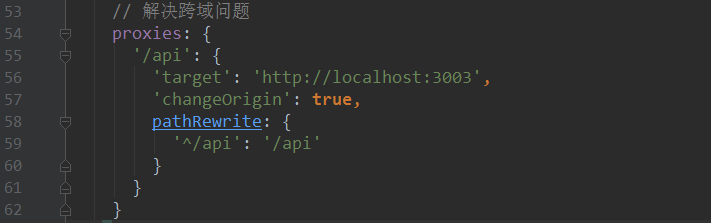 53 // 解决跨域问题
54 proxies: {
55 '/api': {
56 'target': 'http://localhost:3003',
57 'changeOrigin': true,
58 pathRewrite: {
59 '^/api': '/api'
60 }
61 }
62 }